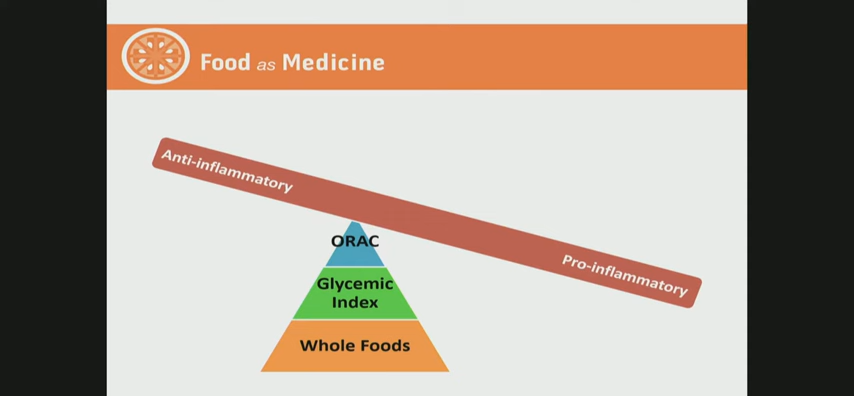 Food as Medicine
Anti-inflammatory
Pro-inflammatory
ORAC
Glycemic
Index
Whole Foods